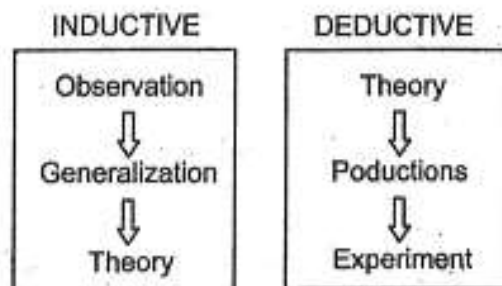 INDUCTIVE
Observation
Generalization
Theory
DEDUCTIVE
Theory
Poductions
Experiment